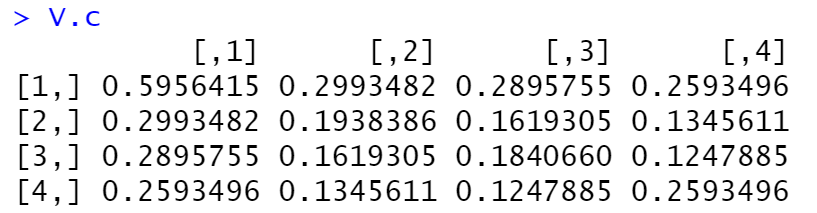 > V.c
[,1] [,2] [,3] [,4]
[1,] 0.5956415 0.2993482 0.2895755 0.2593496
[2,] 0.2993482 0.1938386 0.1619305 0.1345611
[3,] 0.2895755 0.1619305 0.1840660 0.1247885
[4,] 0.2593496 0.1345611 0.1247885 0.2593496